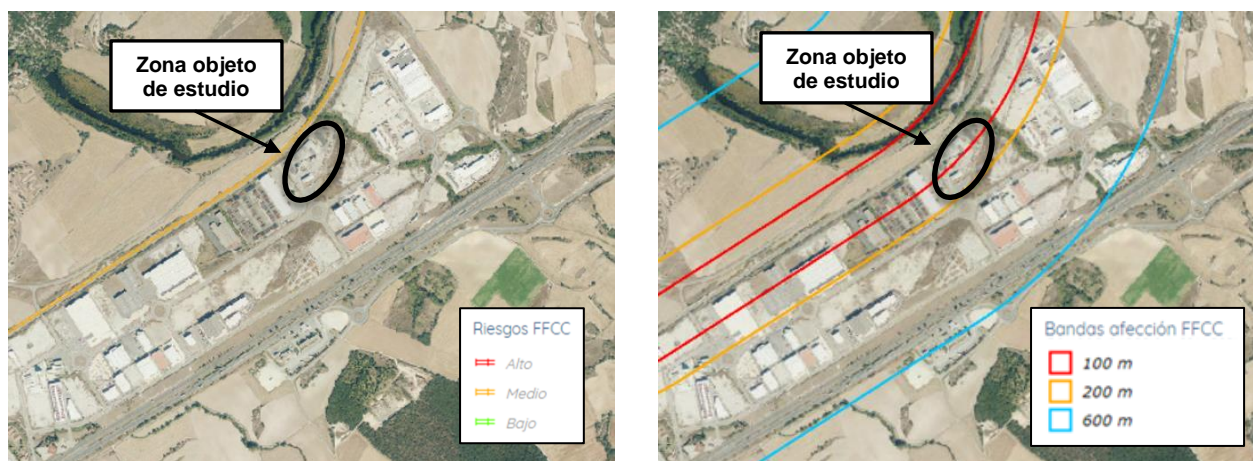 Zona objeto
de estudio
Riesgos FFCC
Alto
Medio
Bajo
Zona objeto
de estudio
Bandas afección FFCC
100 m
200 m
600 m